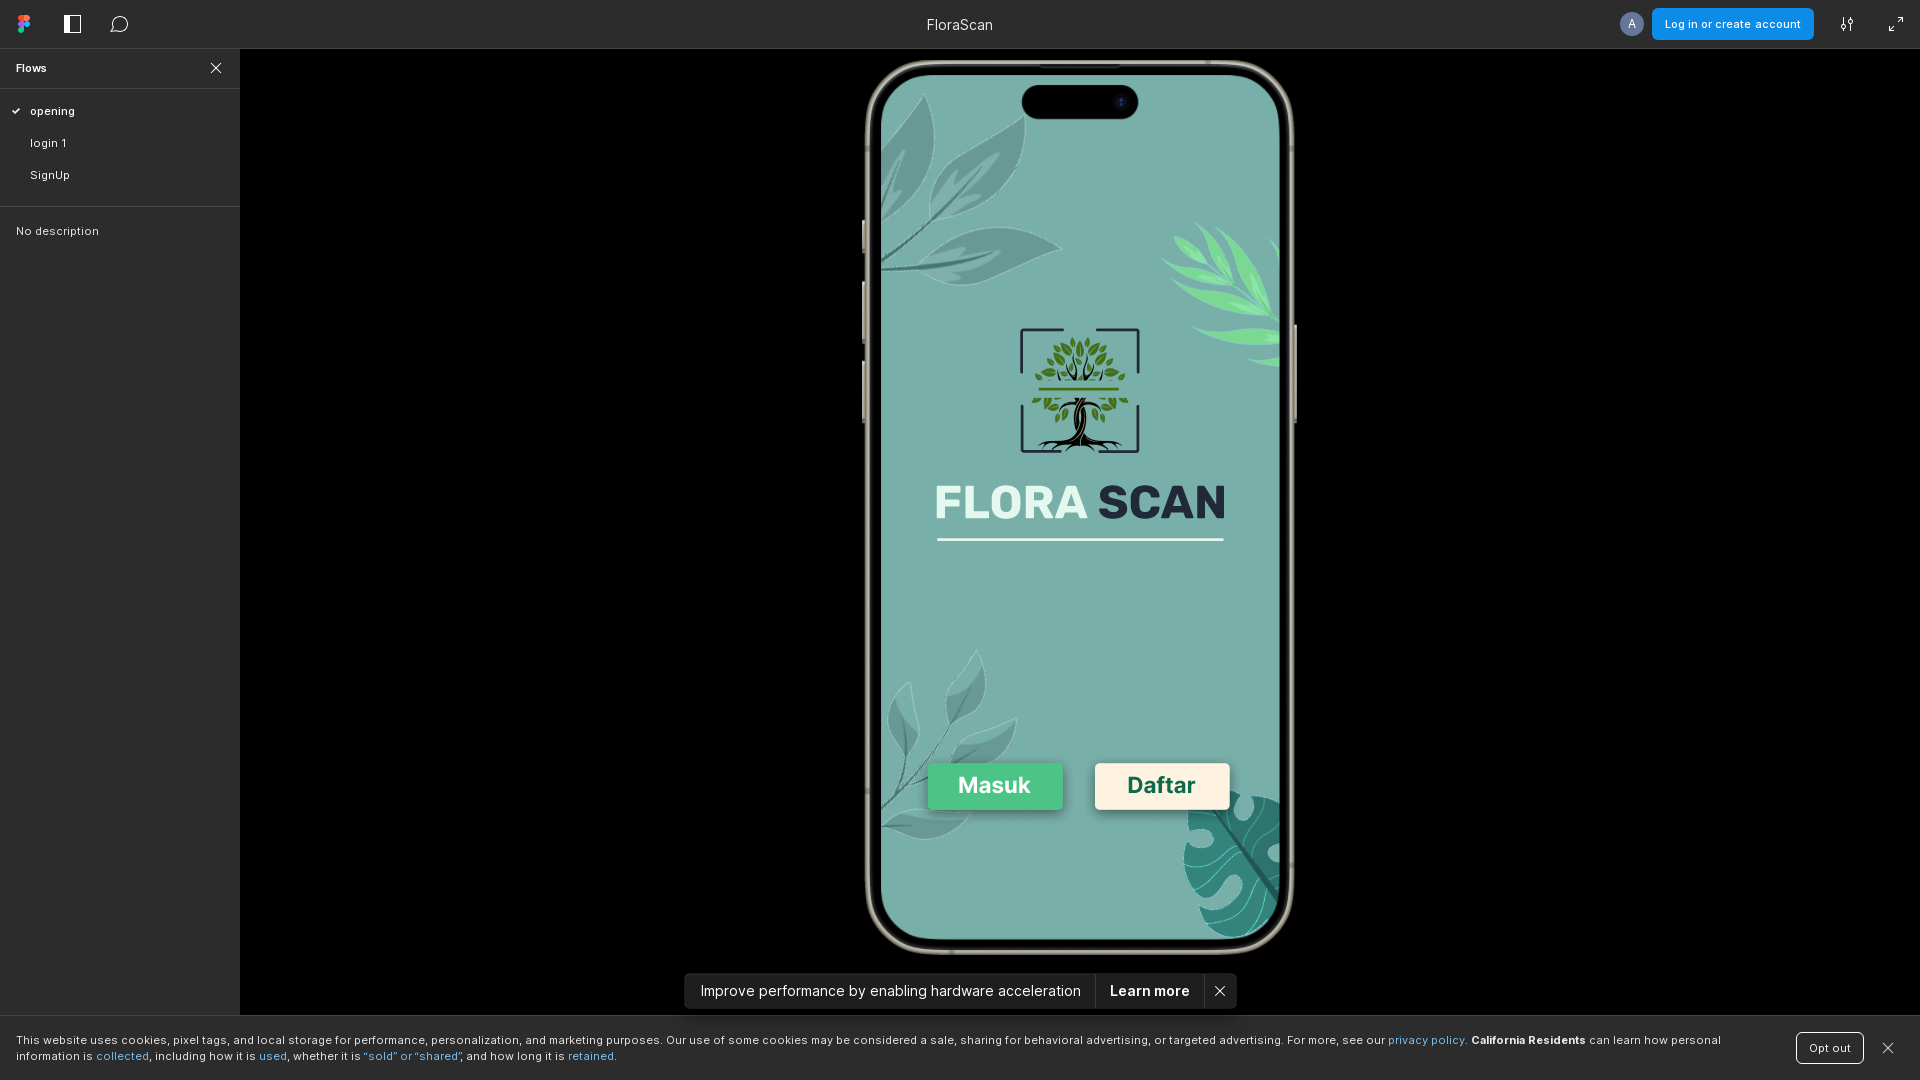 FloraScan
A
Log in or create account
Flows
opening
login 1
SignUp
No description
FLORA SCAN
Masuk
Daftar
Improve performance by enabling hardware acceleration
Learn more
This website uses cookies, pixel tags, and local storage for performance, personalization, and marketing purposes. Our use of some cookies may be considered a sale, sharing for behavioral advertising, or targeted advertising. For more, see our privacy policy. California Residents can learn how personal
information is collected, including how it is used, whether it is “sold” or “shared”, and how long it is retained.
Opt out